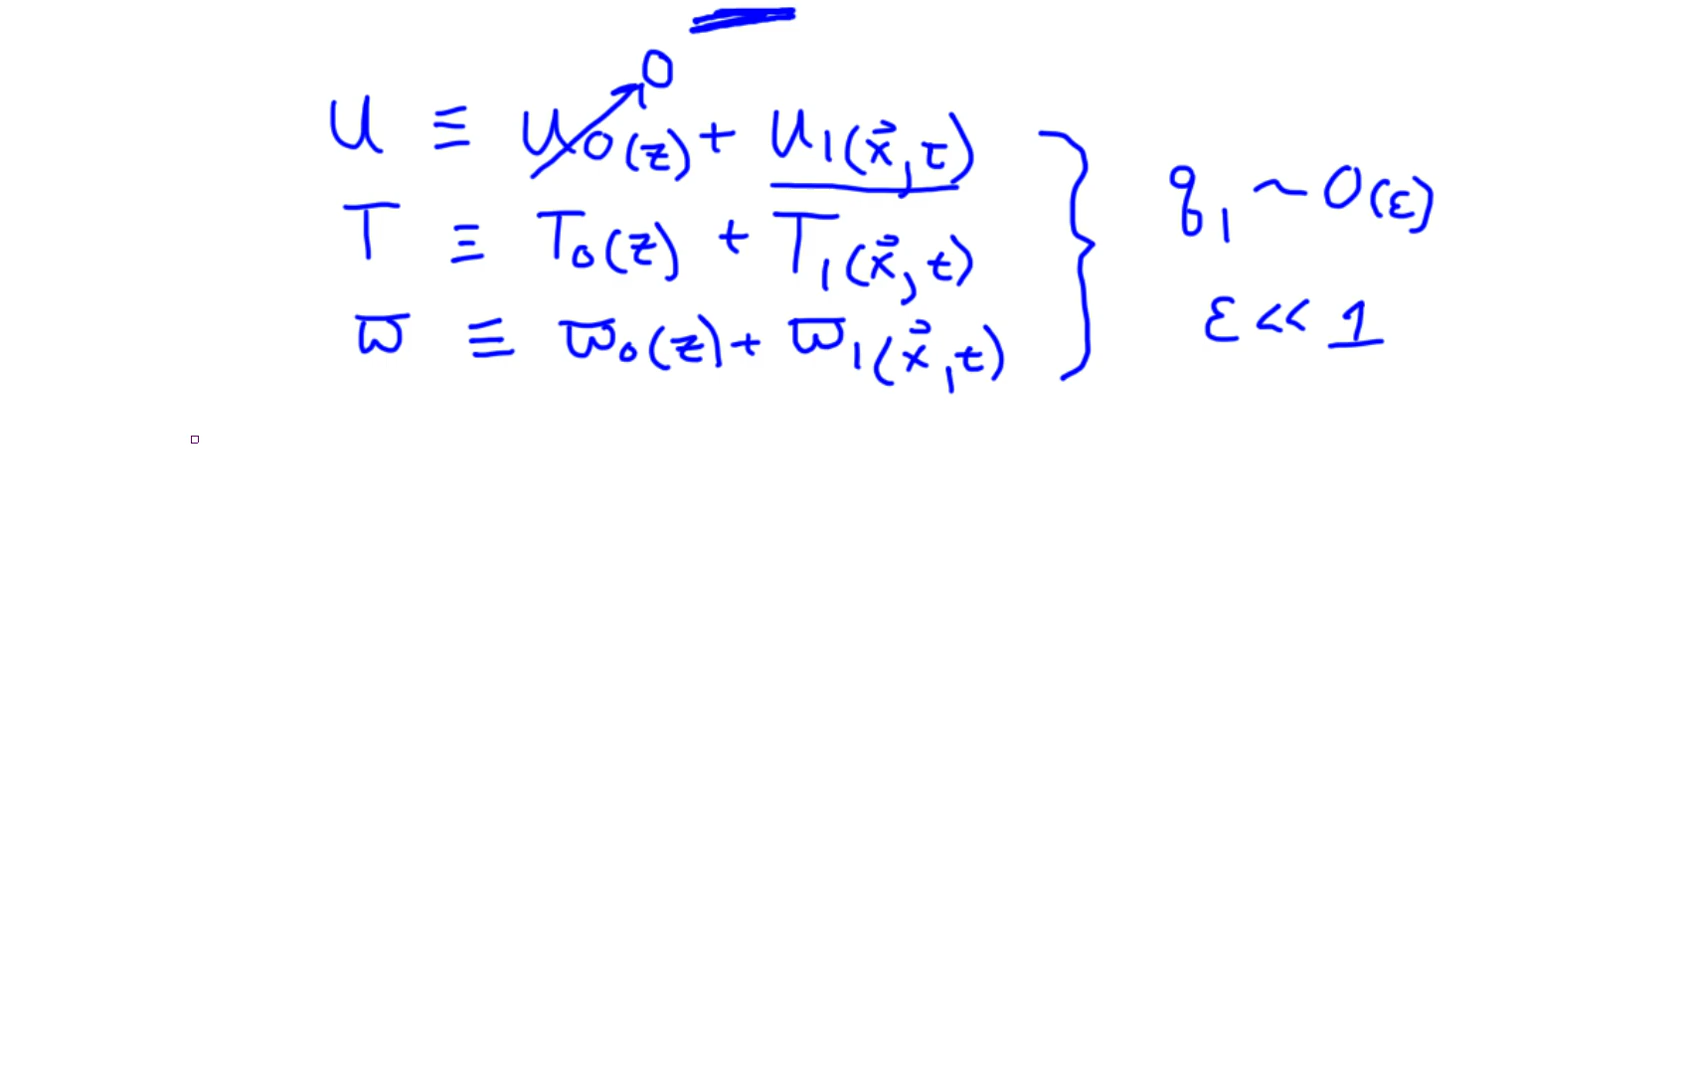 0
u ≡ u₀(z) + u₁(x⃗,t)
T ≡ T₀(z) + T₁(x⃗,t)
ϖ ≡ ϖ₀(z) + ϖ₁(x⃗,t)
q₁ ~ O(ε)
ε << 1